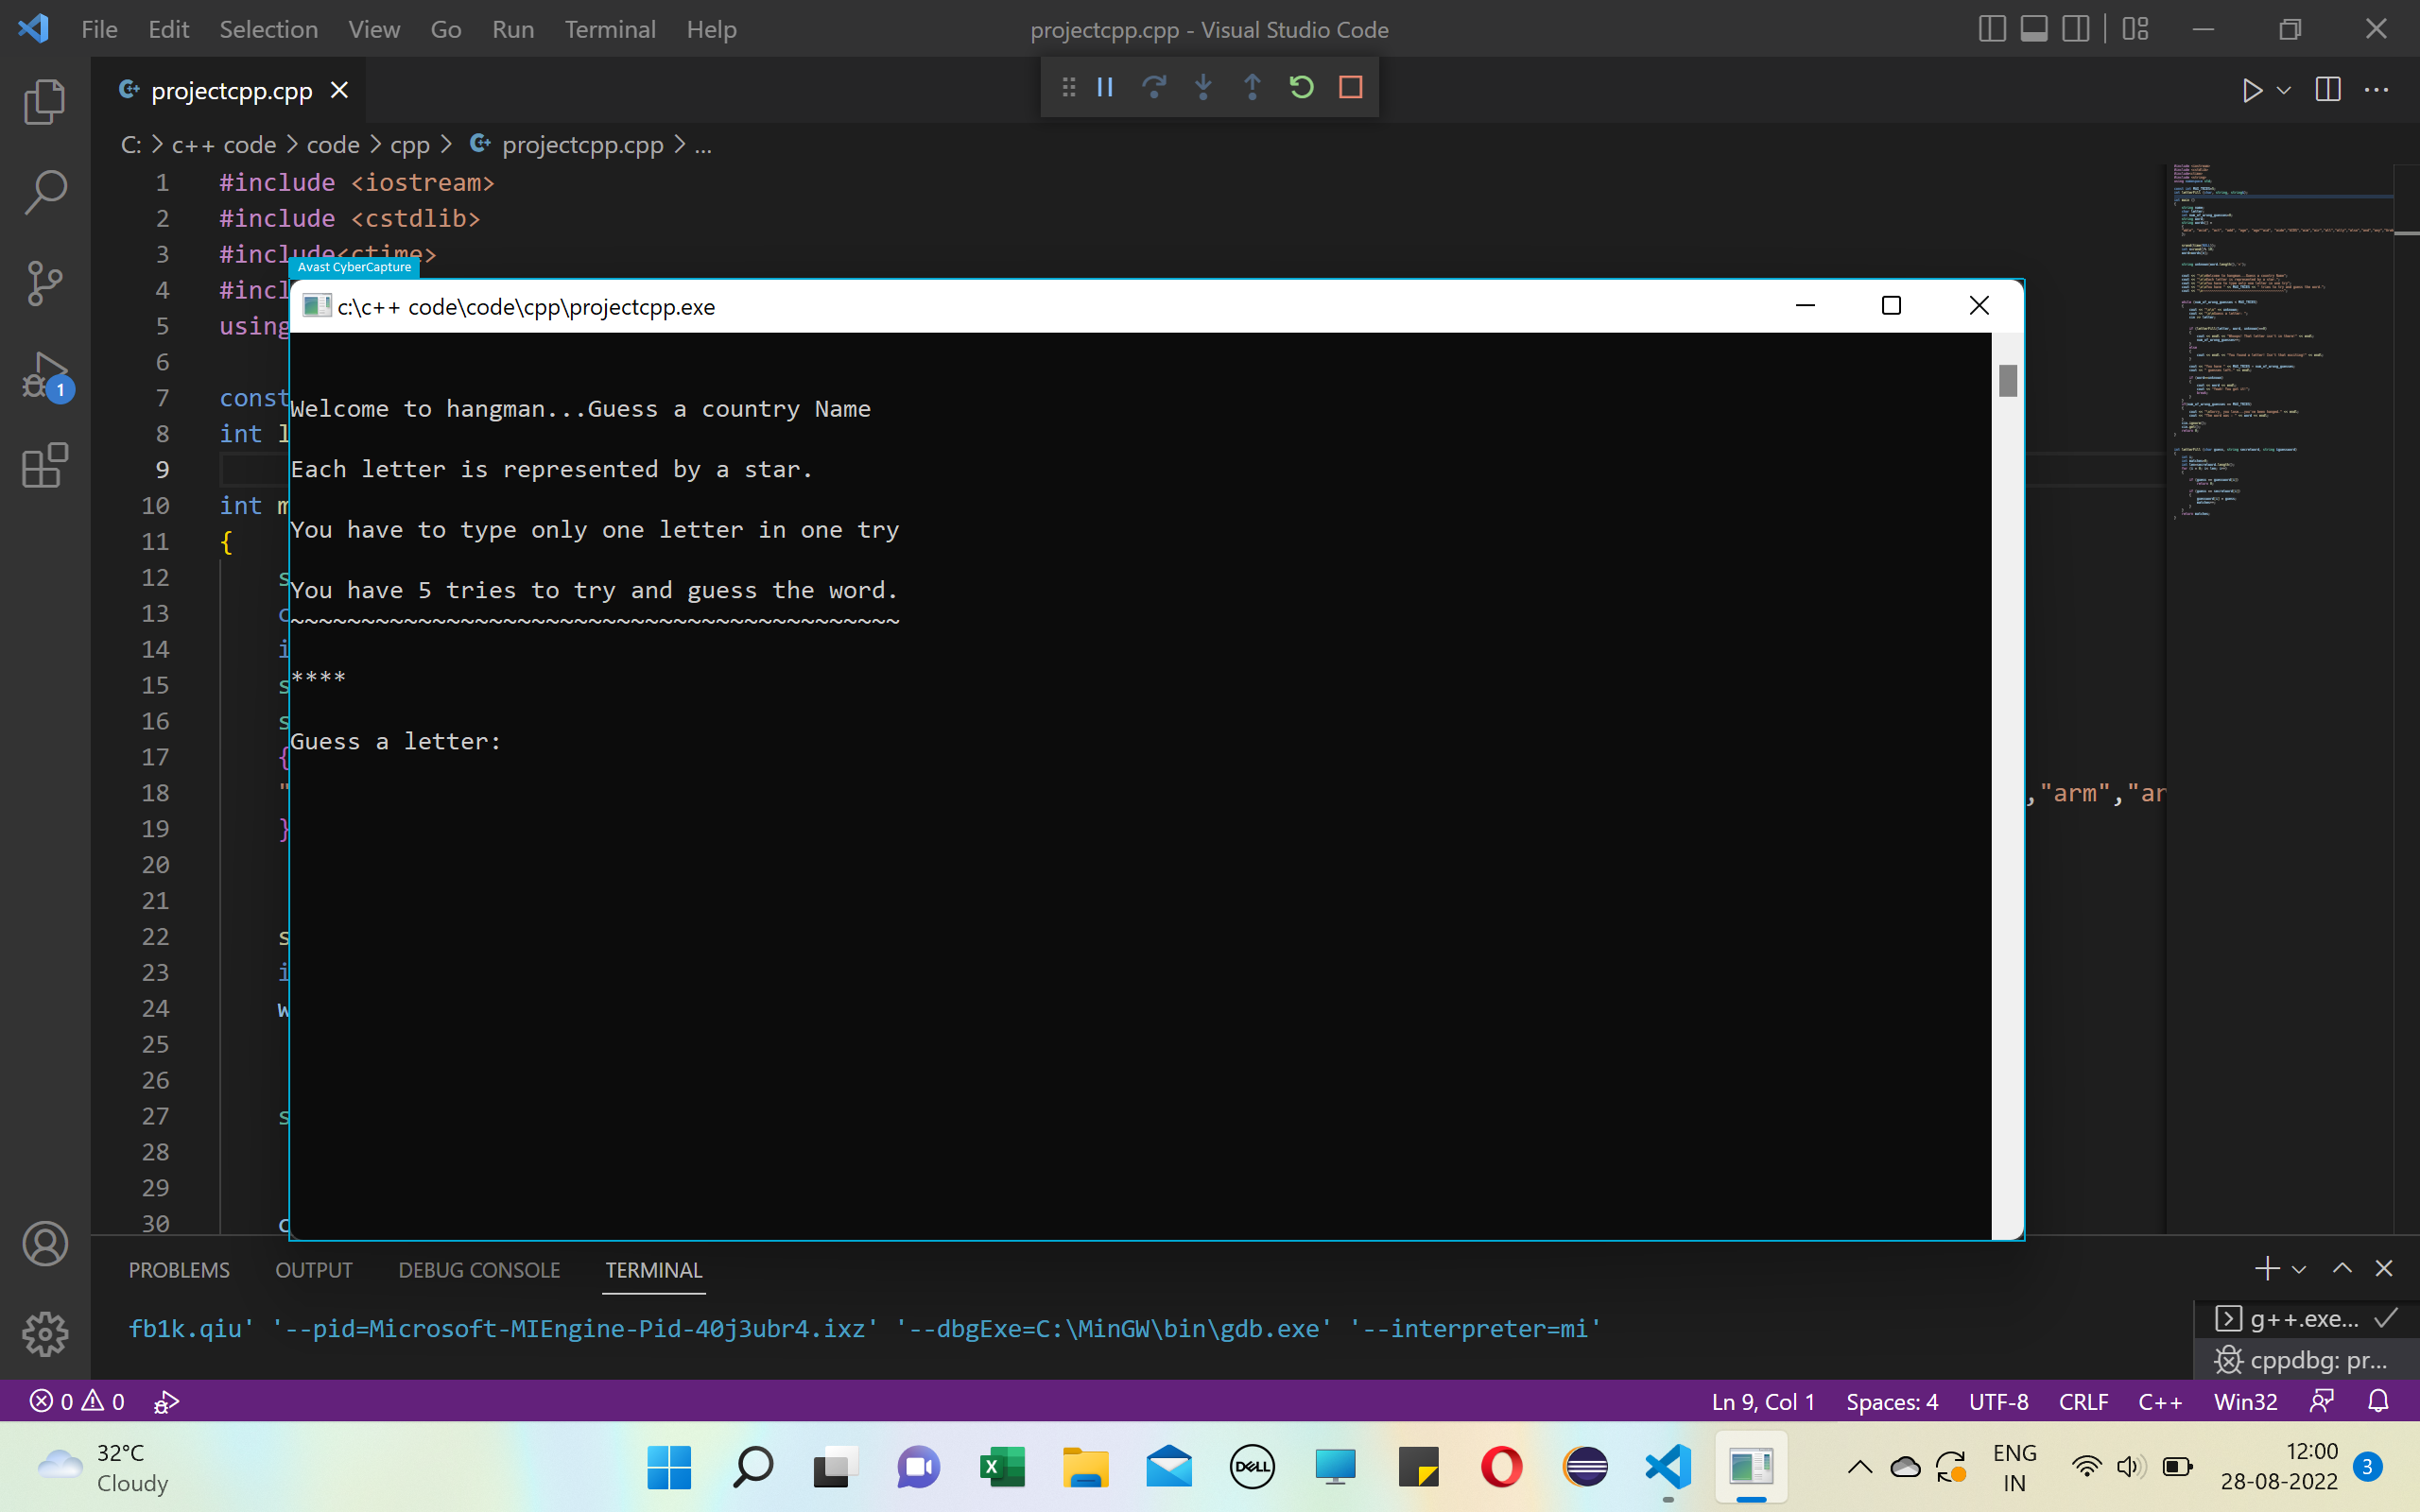 File Edit Selection View Go Run Terminal Help
projectcpp.cpp - Visual Studio Code
projectcpp.cpp
C: > c++ code > code > cpp > projectcpp.cpp > ...
1 #include <iostream>
2 #include <cstdlib>
3 #include<ctime>
4 #incl
5 using
6
7 const
8 int l
9
10 int m
11 {
12 s
13 c
14 i
15 s
16 s
17 {
18 " ,"arm","ar
19 }
20
21
22 s
23 i
24 w
25
26
27 s
28
29
30 c
Avast CyberCapture
c:\c++ code\code\cpp\projectcpp.exe
Welcome to hangman...Guess a country Name
Each letter is represented by a star.
You have to type only one letter in one try
You have 5 tries to try and guess the word.
~~~~~~~~~~~~~~~~~~~~~~~~~~~~~~~~~~~~~~~~~~~
****
Guess a letter:
1
PROBLEMS OUTPUT DEBUG CONSOLE TERMINAL
fb1k.qiu' '--pid=Microsoft-MIEngine-Pid-40j3ubr4.ixz' '--dbgExe=C:\MinGW\bin\gdb.exe' '--interpreter=mi'
g++.exe...
cppdbg: pr...
0 0
Ln 9, Col 1 Spaces: 4 UTF-8 CRLF C++ Win32
32°C
Cloudy
DELL
ENG
IN
12:00
28-08-2022
3